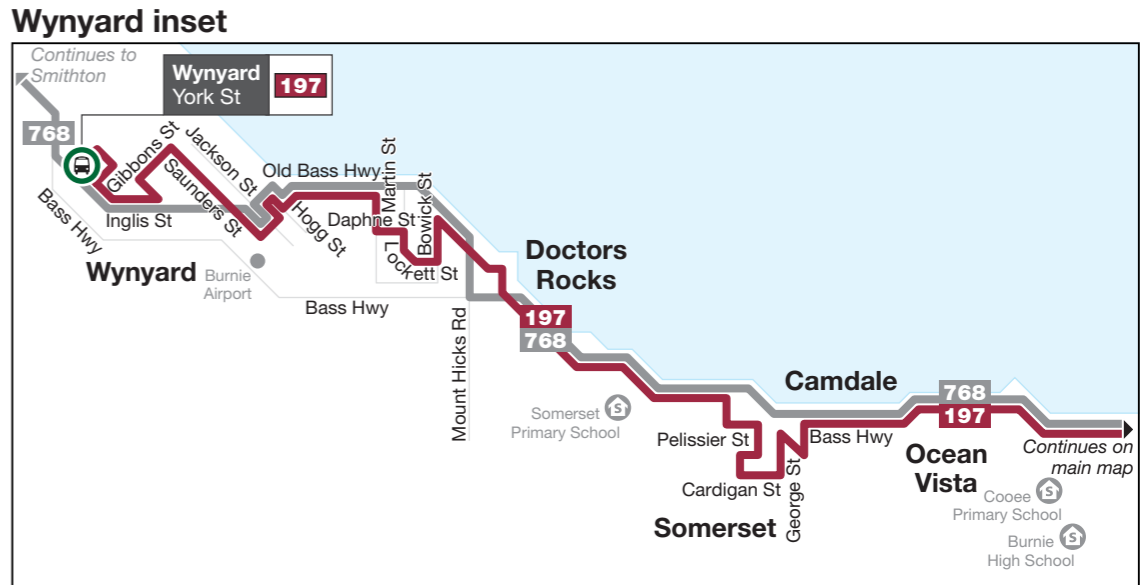 Wynyard inset
Continues to
Smithton
Wynyard
York St
197
768
Gibbons St
Jackson St
Saunders St
Inglis St
Bass Hwy
Wynyard
Burnie
Airport
Old Bass Hwy
Hogg St
Martin St
Daphne St
Bowick St
Lockett St
Bass Hwy
Mount Hicks Rd
Doctors
Rocks
197
768
Somerset
Primary School
S
Pelissier St
Cardigan St
George St
Somerset
Camdale
Bass Hwy
768
197
Ocean
Vista
Continues on
main map
Cooee
Primary School
S
Burnie
High School
S